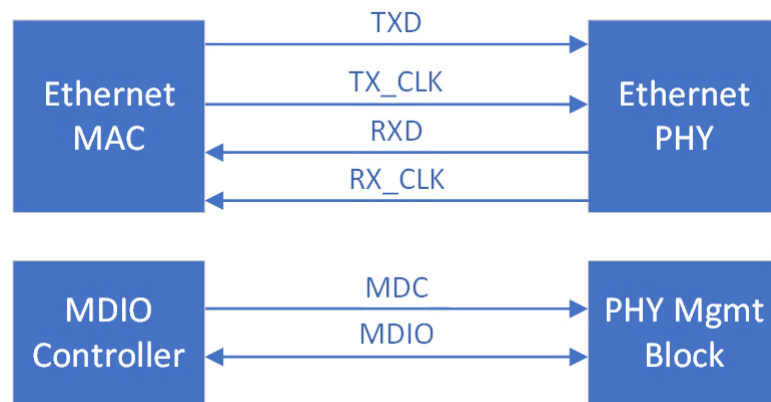 TXD
Ethernet
MAC
TX_CLK
Ethernet
PHY
RXD
RX_CLK
MDIO
Controller
MDC
MDIO
PHY Mgmt
Block